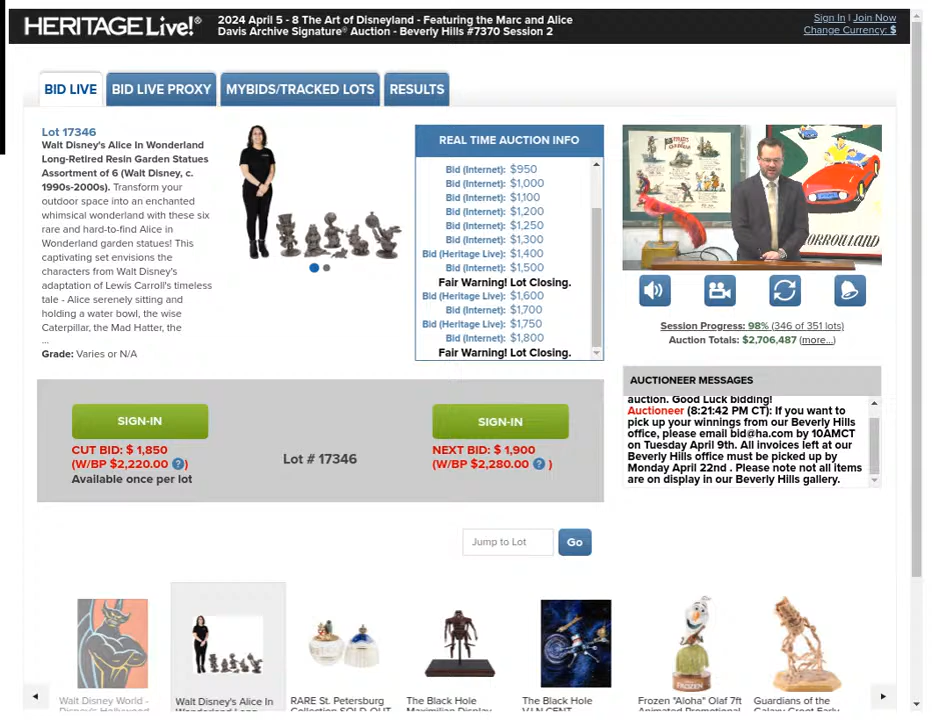 HERITAGE Live!®
2024 April 5 - 8 The Art of Disneyland - Featuring the Marc and Alice
Davis Archive Signature® Auction - Beverly Hills #7370 Session 2
Sign In | Join Now
Change Currency: $
BID LIVE
BID LIVE PROXY
MYBIDS/TRACKED LOTS
RESULTS
Lot 17346
Walt Disney's Alice In Wonderland
Long-Retired Resin Garden Statues
Assortment of 6 (Walt Disney, c.
1990s-2000s). Transform your
outdoor space into an enchanted
whimsical wonderland with these six
rare and hard-to-find Alice in
Wonderland garden statues! This
captivating set envisions the
characters from Walt Disney's
adaptation of Lewis Carroll's timeless
tale - Alice serenely sitting and
holding a water bowl, the wise
Caterpillar, the Mad Hatter, the
...
Grade: Varies or N/A
REAL TIME AUCTION INFO
Bid (Internet): $950
Bid (Internet): $1,000
Bid (Internet): $1,100
Bid (Internet): $1,200
Bid (Internet): $1,250
Bid (Internet): $1,300
Bid (Heritage Live): $1,400
Bid (Internet): $1,500
Fair Warning! Lot Closing.
Bid (Heritage Live): $1,600
Bid (Internet): $1,700
Bid (Heritage Live): $1,750
Bid (Internet): $1,800
Fair Warning! Lot Closing.
Session Progress: 98% (346 of 351 lots)
Auction Totals: $2,706,487 (more...)
AUCTIONEER MESSAGES
auction. Good Luck bidding!
Auctioneer (8:21:42 PM CT): If you want to
pick up your winnings from our Beverly Hills
office, please email bid@ha.com by 10AMCT
on Tuesday April 9th. All invoices left at our
Beverly Hills office must be picked up by
Monday April 22nd . Please note not all items
are on display in our Beverly Hills gallery.
SIGN-IN
CUT BID: $ 1,850
(W/BP $2,220.00 ?)
Available once per lot
Lot # 17346
SIGN-IN
NEXT BID: $ 1,900
(W/BP $2,280.00 ? )
Jump to Lot
Go
FROZEN
Walt Disney World -
Disney's Hollywood
Walt Disney's Alice In
Wonderland Long-
RARE St. Petersburg
Collection SOLD OUT
The Black Hole
Maximilian Display
The Black Hole
V.I.N.CENT.
Frozen "Aloha" Olaf 7ft
Animated Promotional
Guardians of the
Galaxy Groot Early